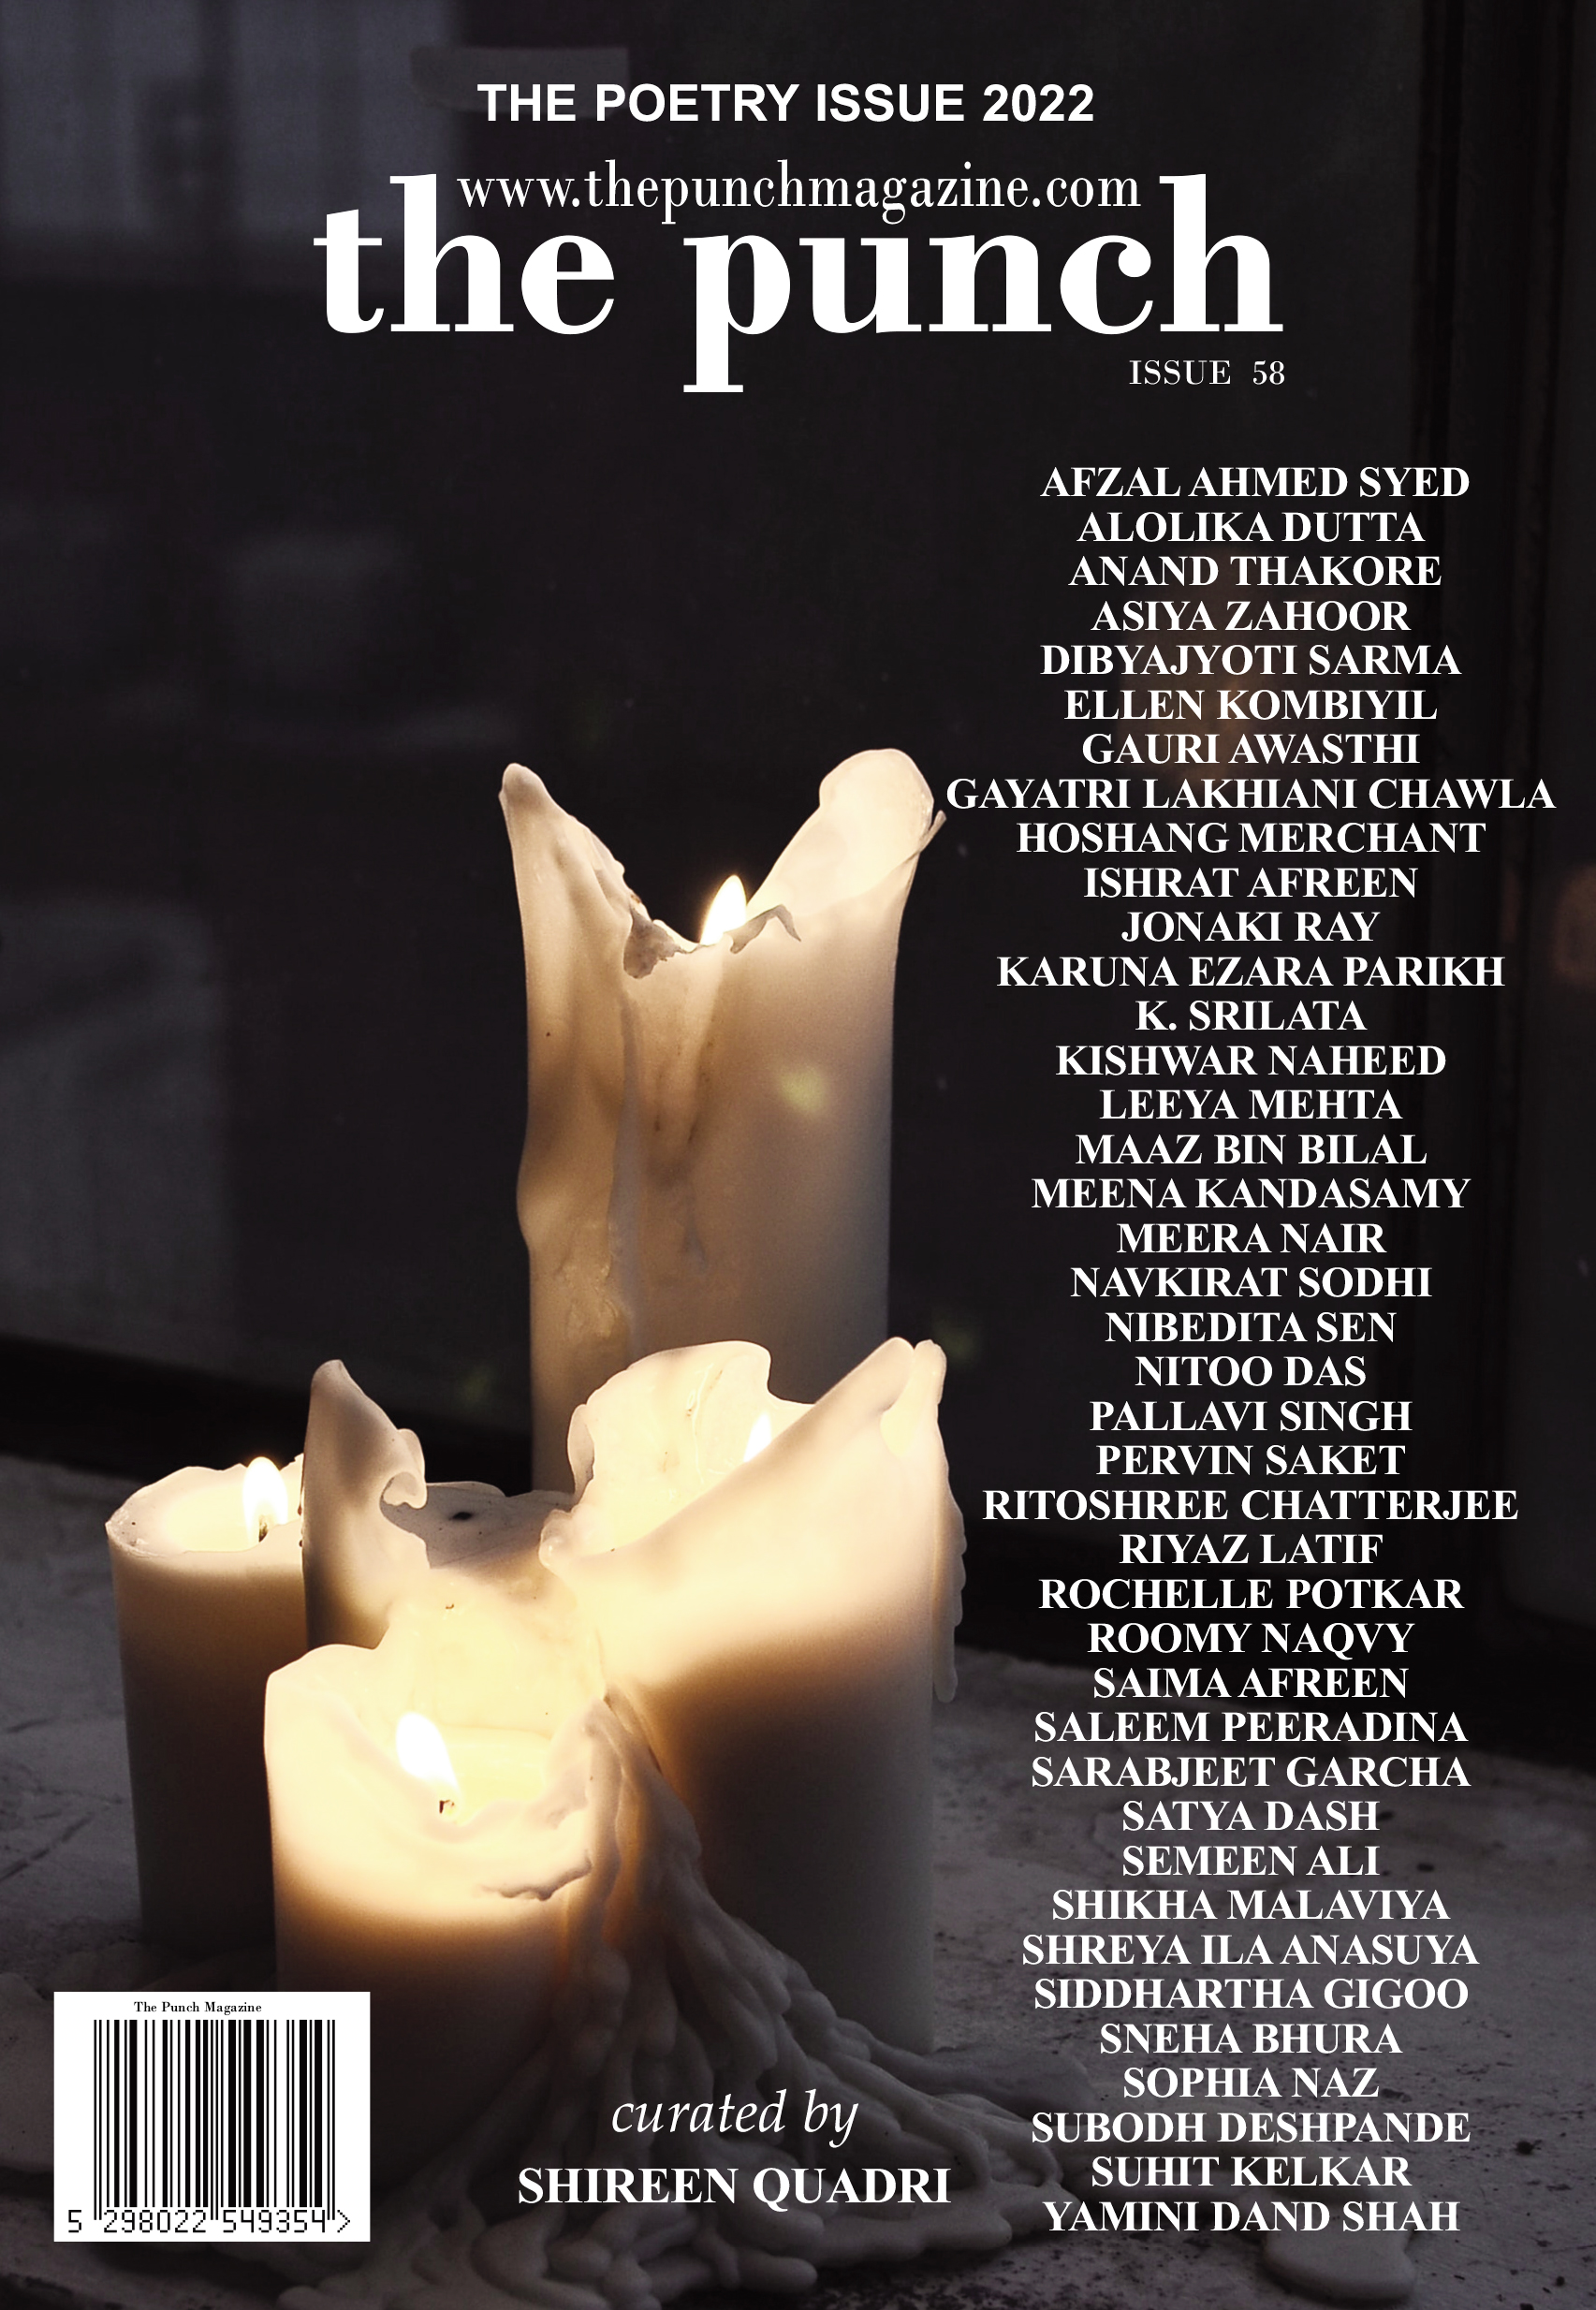 THE POETRY ISSUE 2022
www.thepunchmagazine.com
the punch
ISSUE 58
AFZAL AHMED SYED
ALOLIKA DUTTA
ANAND THAKORE
ASIYA ZAHOOR
DIBYAJYOTI SARMA
ELLEN KOMBIYIL
GAURI AWASTHI
GAYATRI LAKHIANI CHAWLA
HOSHANG MERCHANT
ISHRAT AFREEN
JONAKI RAY
KARUNA EZARA PARIKH
K. SRILATA
KISHWAR NAHEED
LEEYA MEHTA
MAAZ BIN BILAL
MEENA KANDASAMY
MEERA NAIR
NAVKIRAT SODHI
NIBEDITA SEN
NITOO DAS
PALLAVI SINGH
PERVIN SAKET
RITOSHREE CHATTERJEE
RIYAZ LATIF
ROCHELLE POTKAR
ROOMY NAQVY
SAIMA AFREEN
SALEEM PEERADINA
SARABJEET GARCHA
SATYA DASH
SEMEEN ALI
SHIKHA MALAVIYA
SHREYA ILA ANASUYA
SIDDHARTHA GIGOO
SNEHA BHURA
SOPHIA NAZ
SUBODH DESHPANDE
SUHIT KELKAR
YAMINI DAND SHAH
curated by
SHIREEN QUADRI
The Punch Magazine
5 298022 549354 >